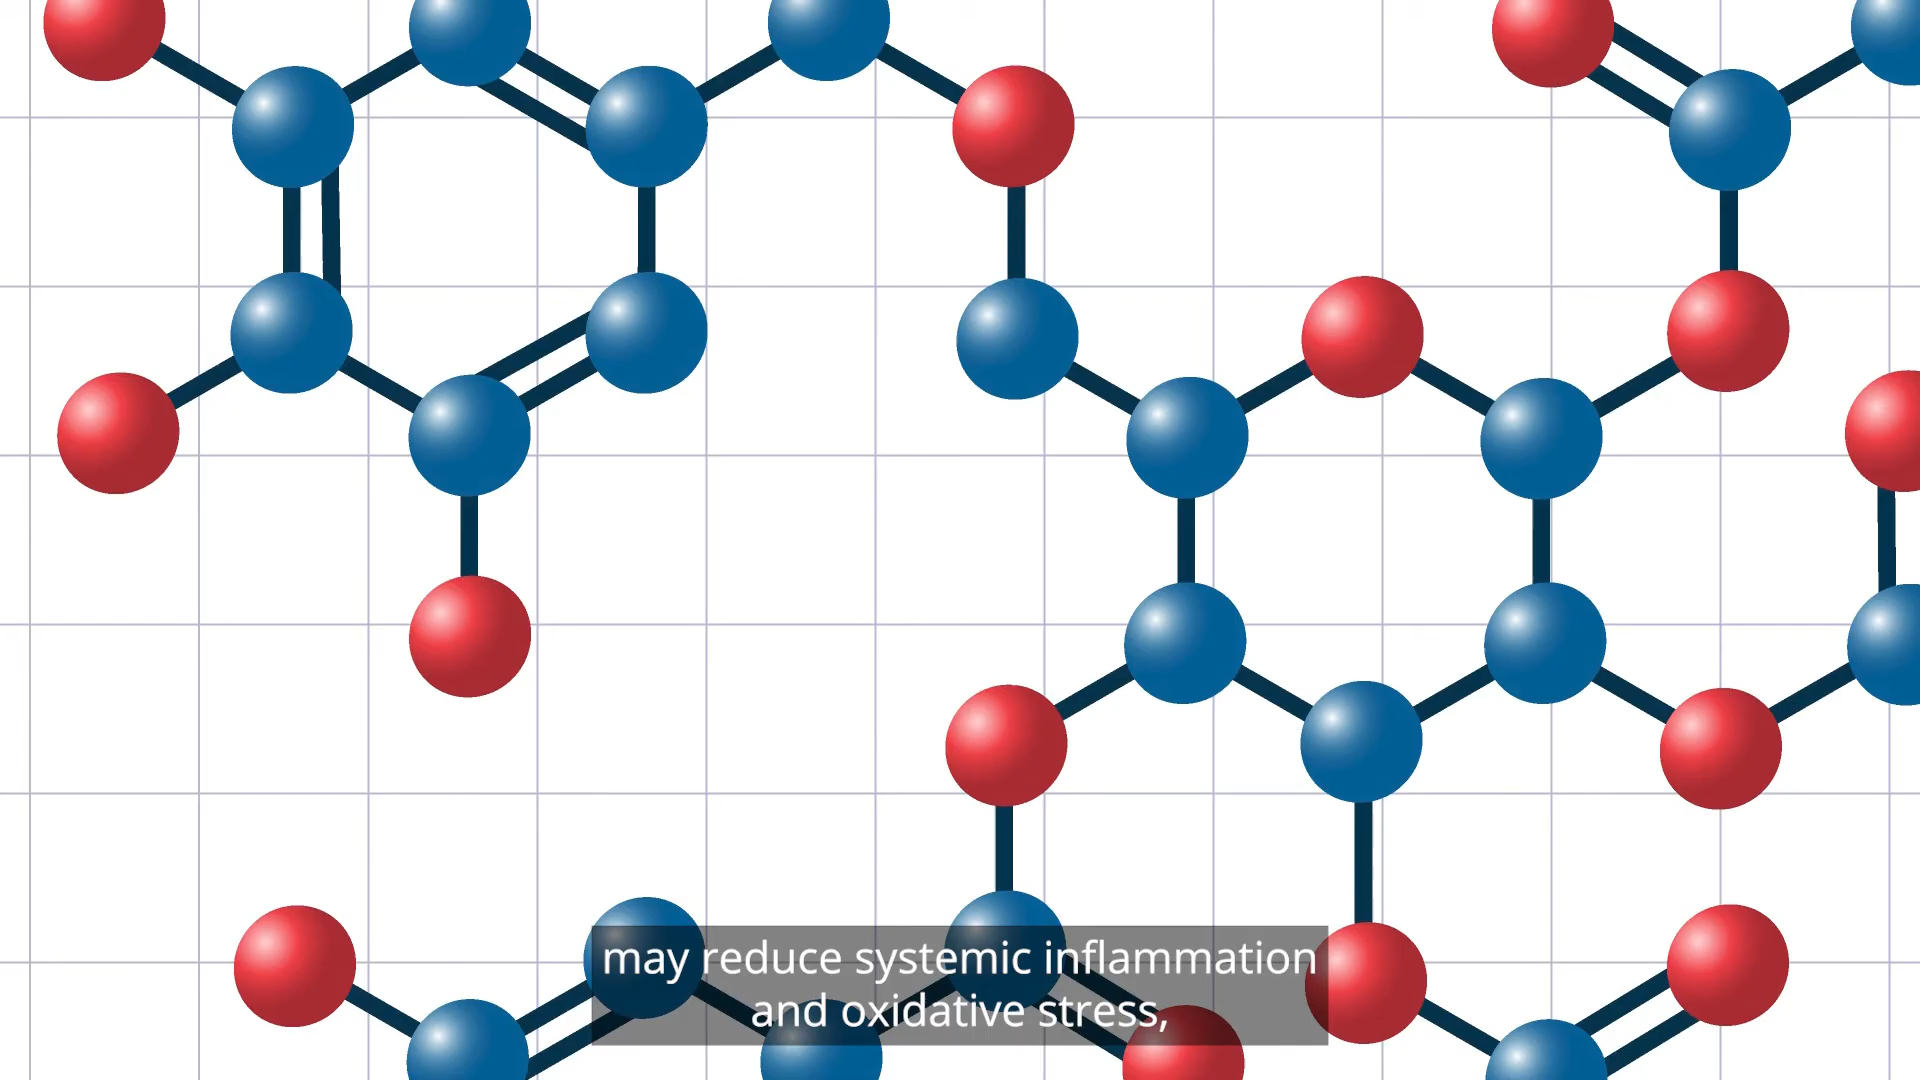 may reduce systemic inflammation
and oxidative stress,